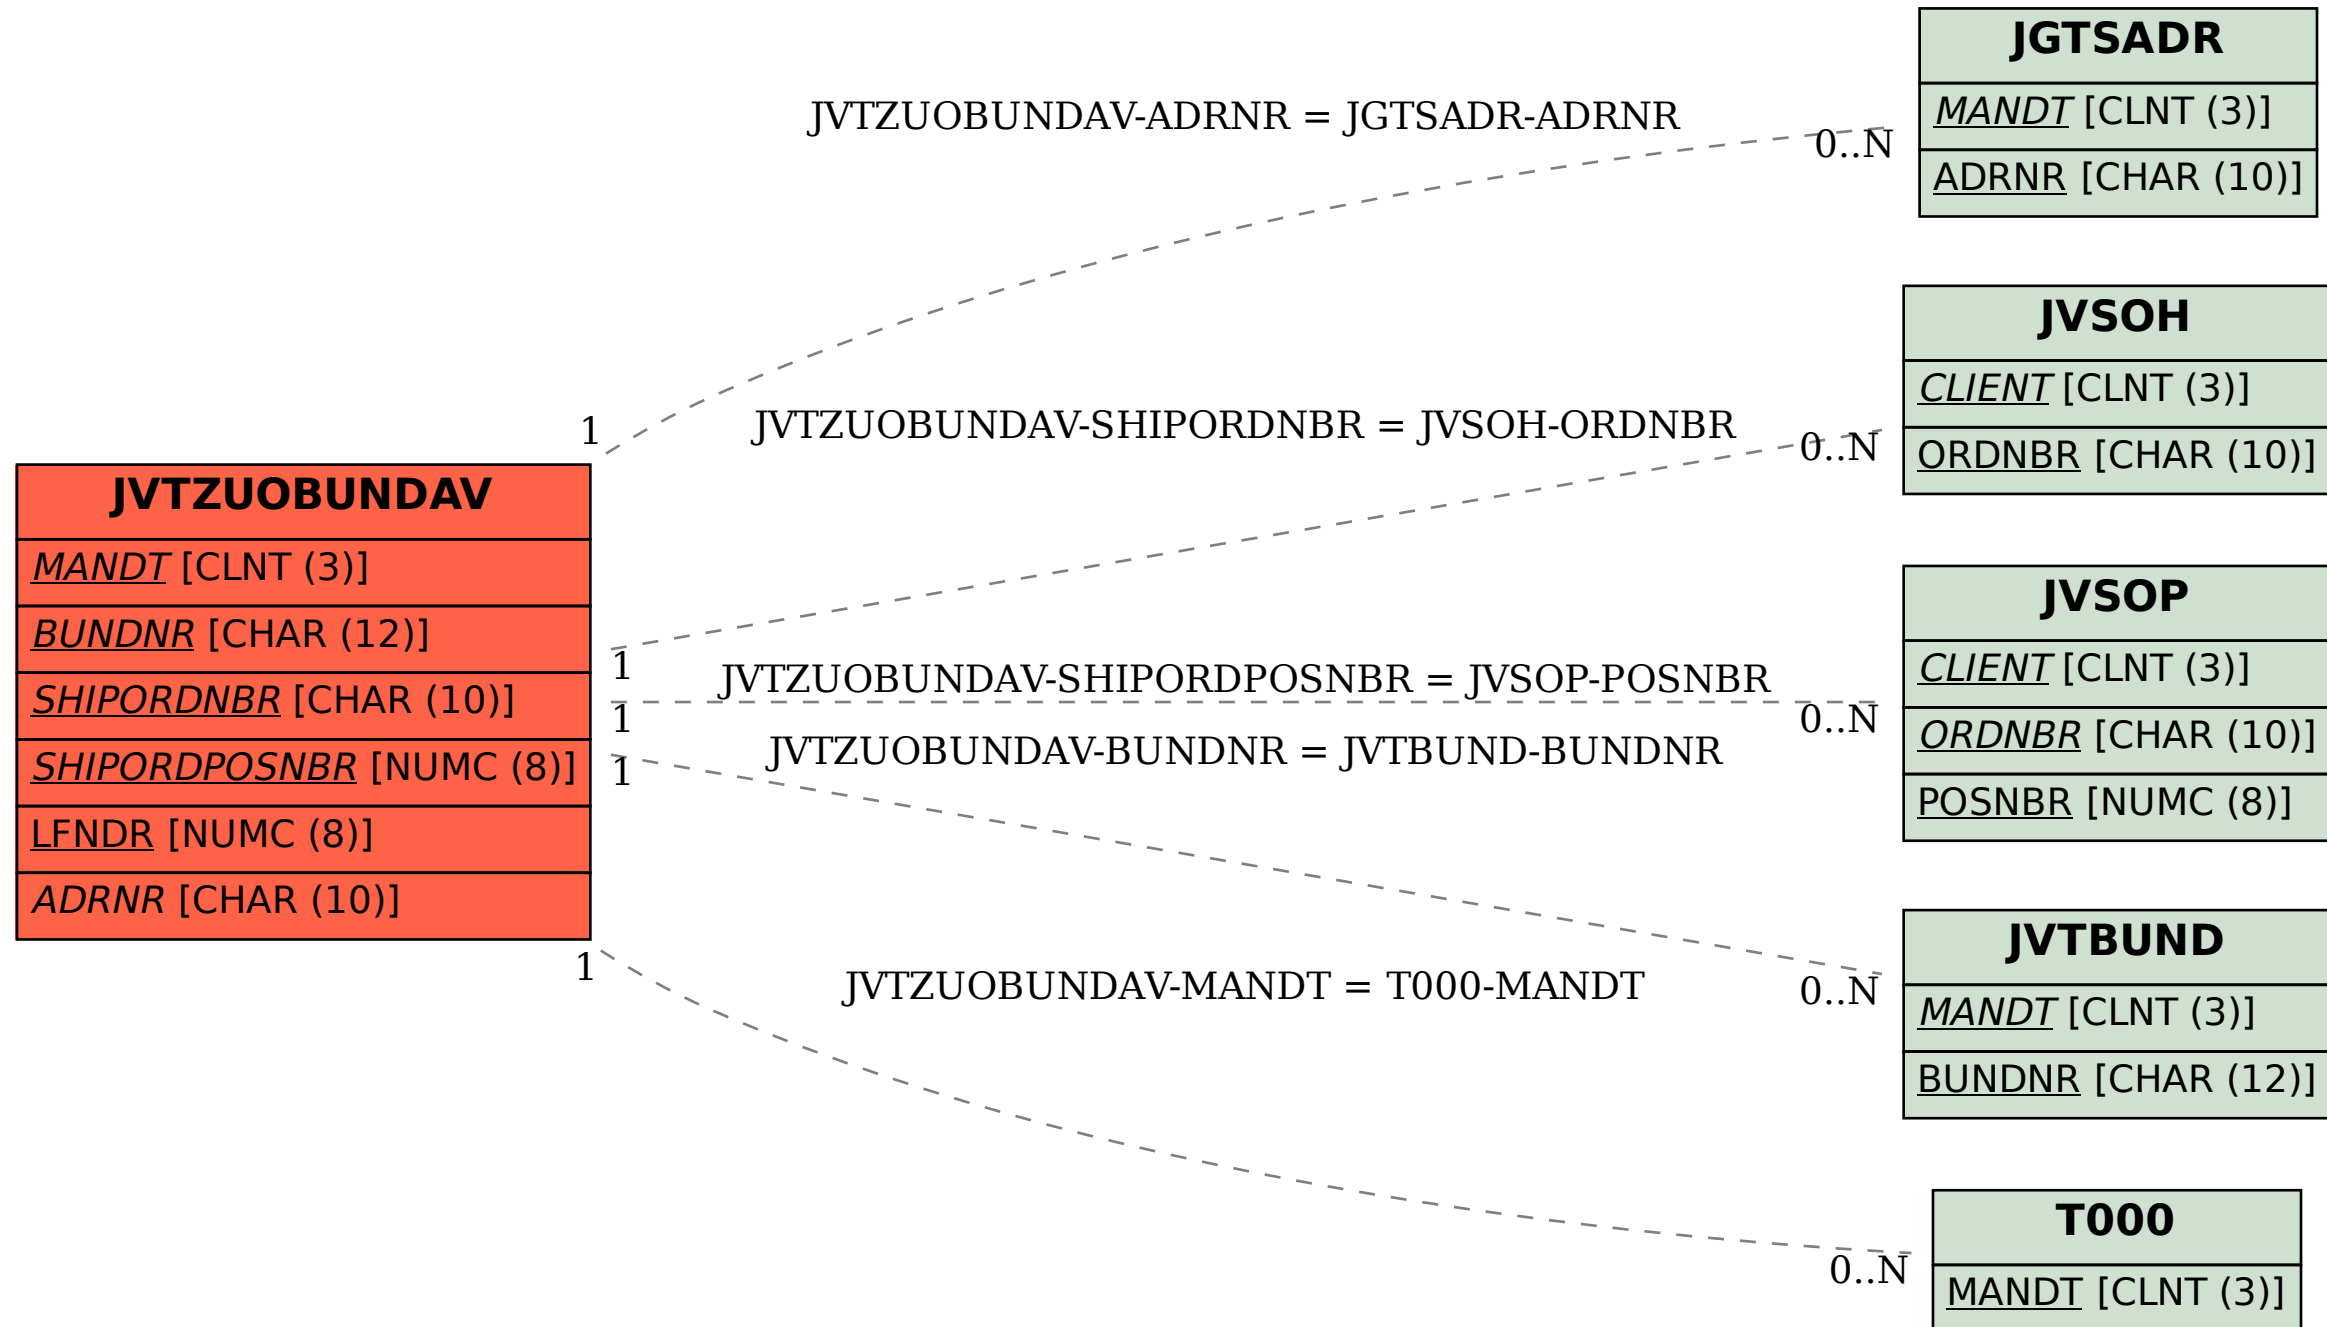 JVTZUOBUNDAV
MANDT [CLNT (3)]
BUNDNR [CHAR (12)]
SHIPORDNBR [CHAR (10)]
SHIPORDPOSNBR [NUMC (8)]
LFNDR [NUMC (8)]
ADRNR [CHAR (10)]
JVTZUOBUNDAV-ADRNR = JGTSADR-ADRNR
1
0..N
JVTZUOBUNDAV-SHIPORDNBR = JVSOH-ORDNBR
1
0..N
JVTZUOBUNDAV-SHIPORDPOSNBR = JVSOP-POSNBR
1
0..N
JVTZUOBUNDAV-BUNDNR = JVTBUND-BUNDNR
1
0..N
JVTZUOBUNDAV-MANDT = T000-MANDT
1
0..N
JGTSADR
MANDT [CLNT (3)]
ADRNR [CHAR (10)]
JVSOH
CLIENT [CLNT (3)]
ORDNBR [CHAR (10)]
JVSOP
CLIENT [CLNT (3)]
ORDNBR [CHAR (10)]
POSNBR [NUMC (8)]
JVTBUND
MANDT [CLNT (3)]
BUNDNR [CHAR (12)]
T000
MANDT [CLNT (3)]